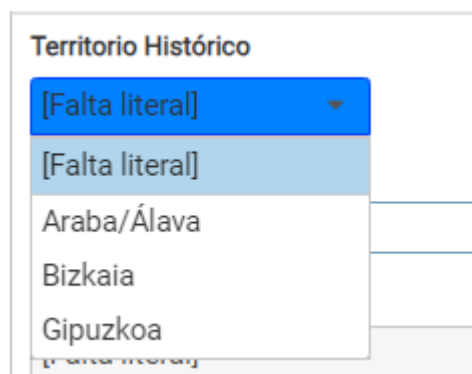 Territorio Histórico
[Falta literal]
[Falta literal]
Araba/Álava
Bizkaia
Gipuzkoa